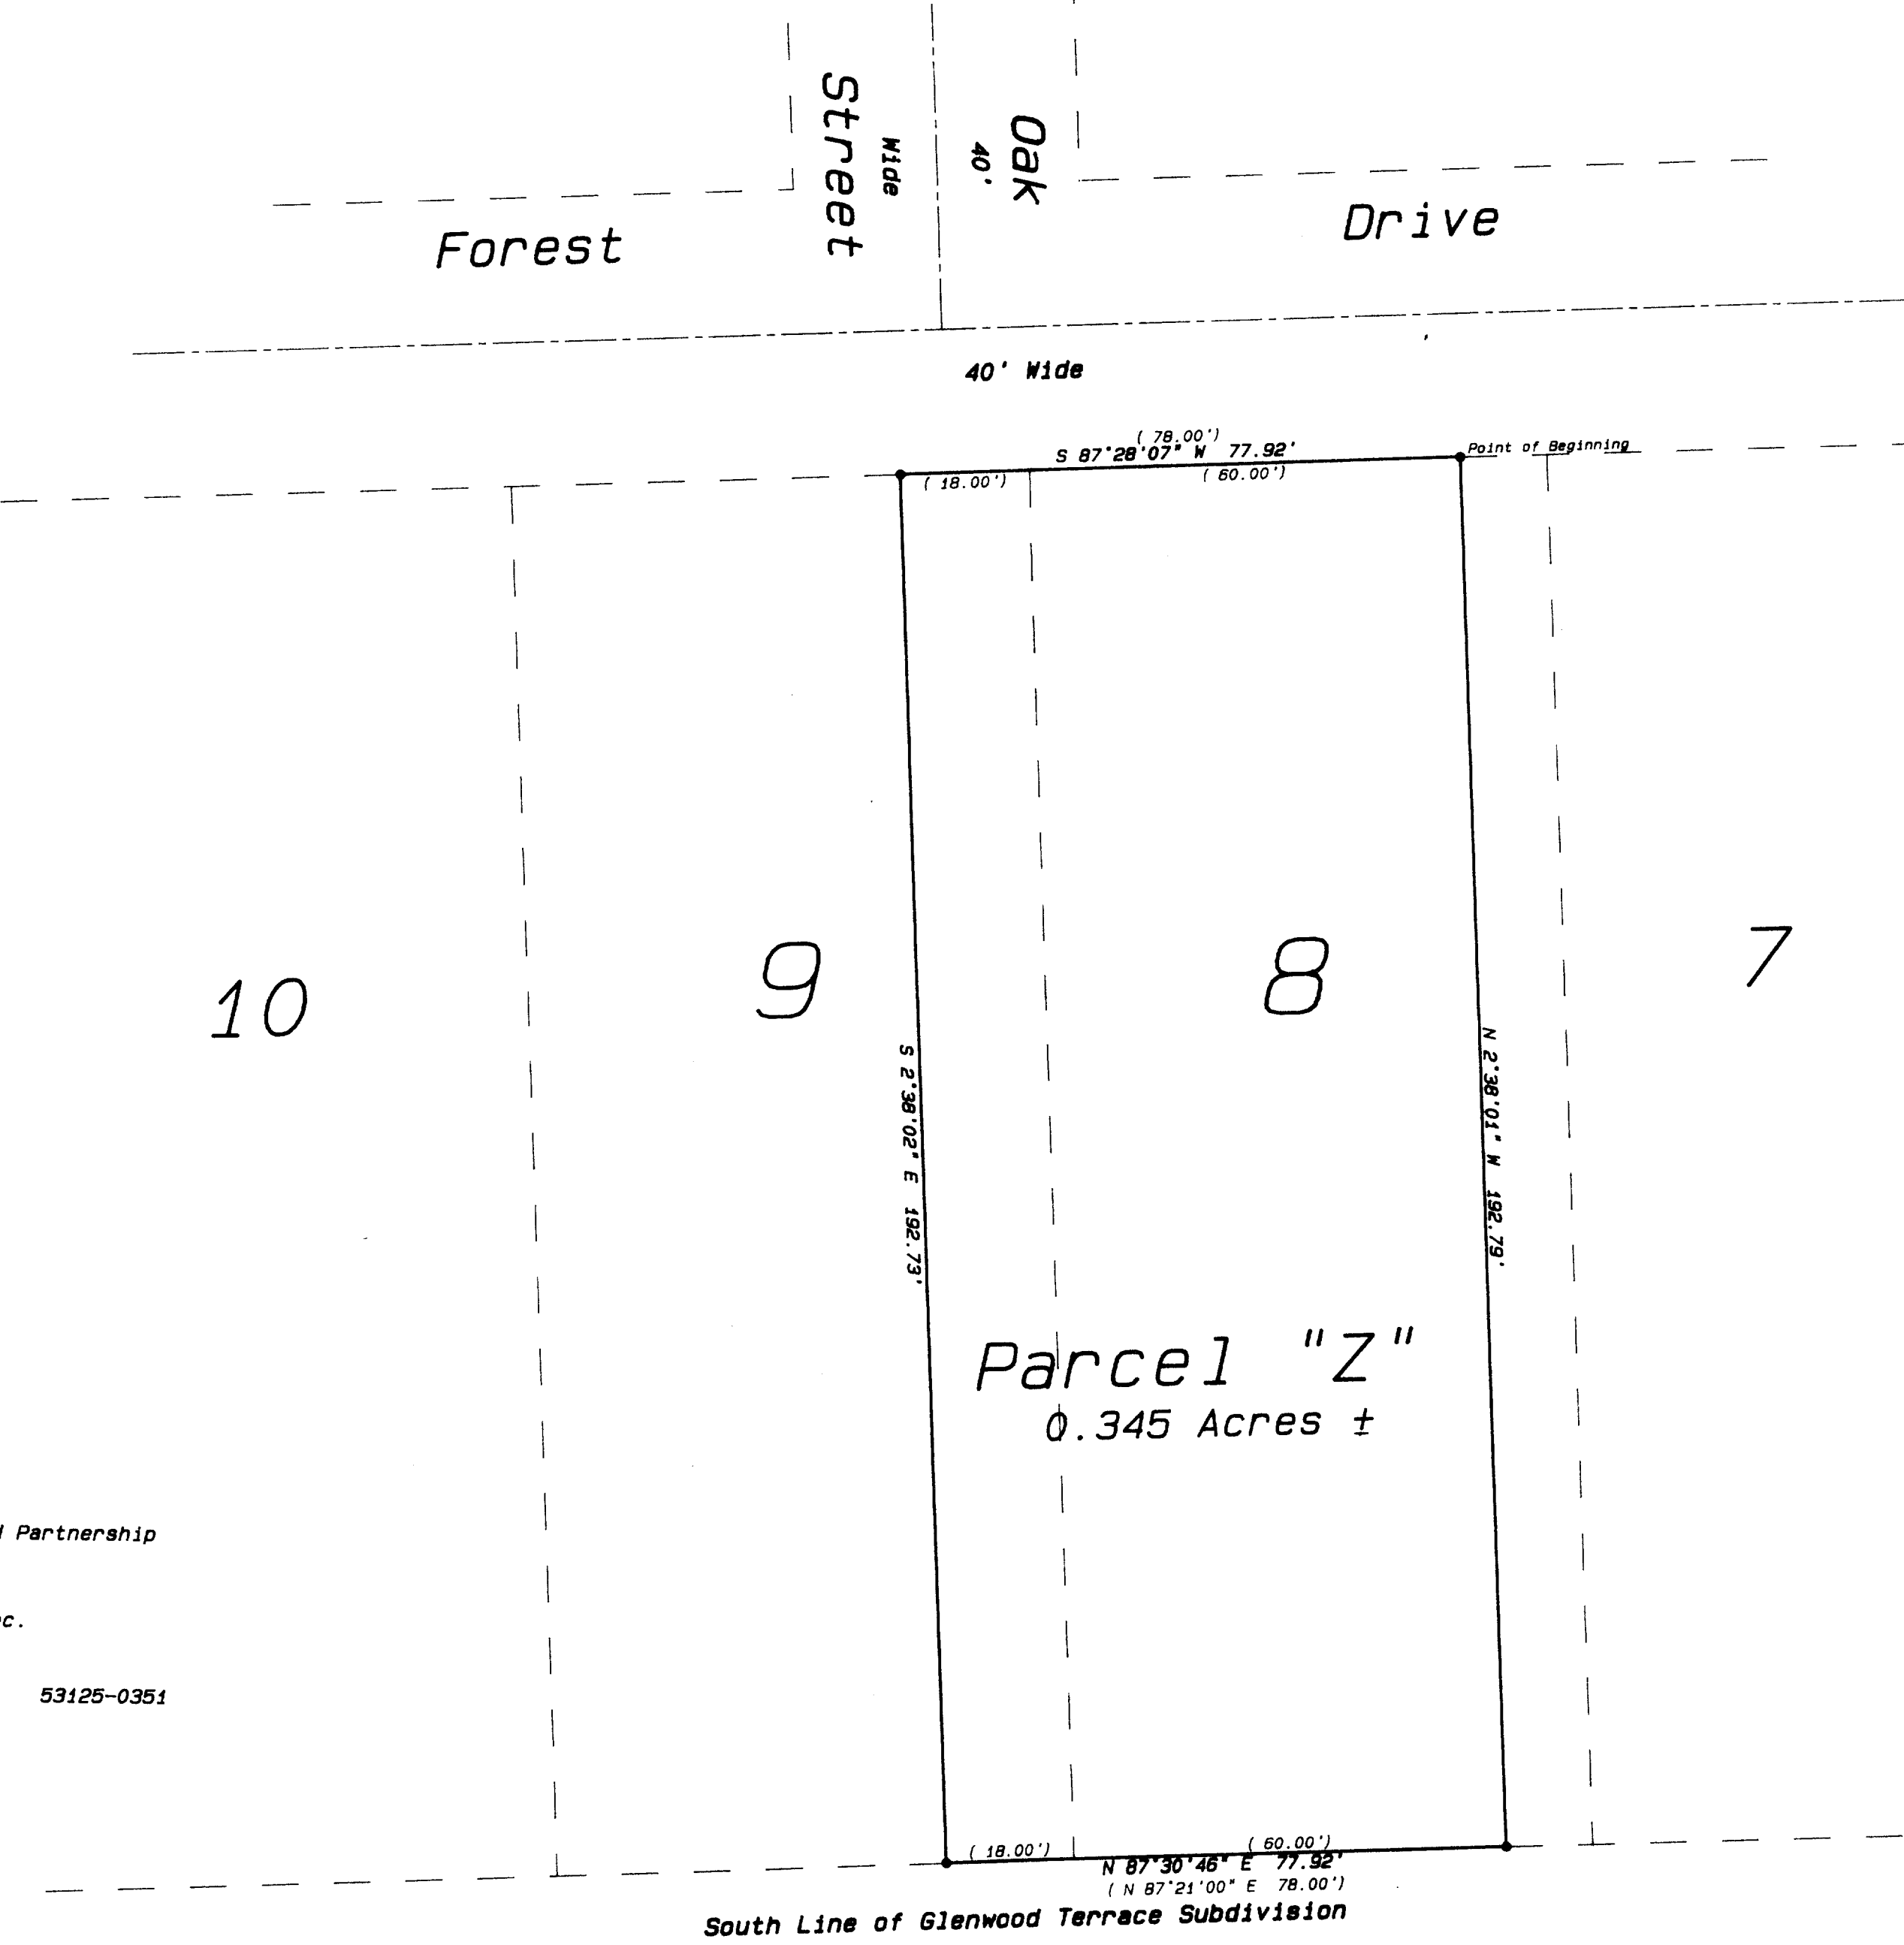 Street
Wide
Oak
40'
Forest
Drive
40' Wide
( 78.00')
S 87°28'07" W 77.92'
Point of Beginning
( 18.00')
( 60.00')
10
9
8
7
S 2°38'02" E 192.73'
N 2°38'01" W 192.79'
Parcel "Z"
0.345 Acres ±
Partnership
c.
53125-0351
( 18.00')
( 60.00')
N 87°30'46" E 77.92'
( N 87°21'00" E 78.00')
South Line of Glenwood Terrace Subdivision